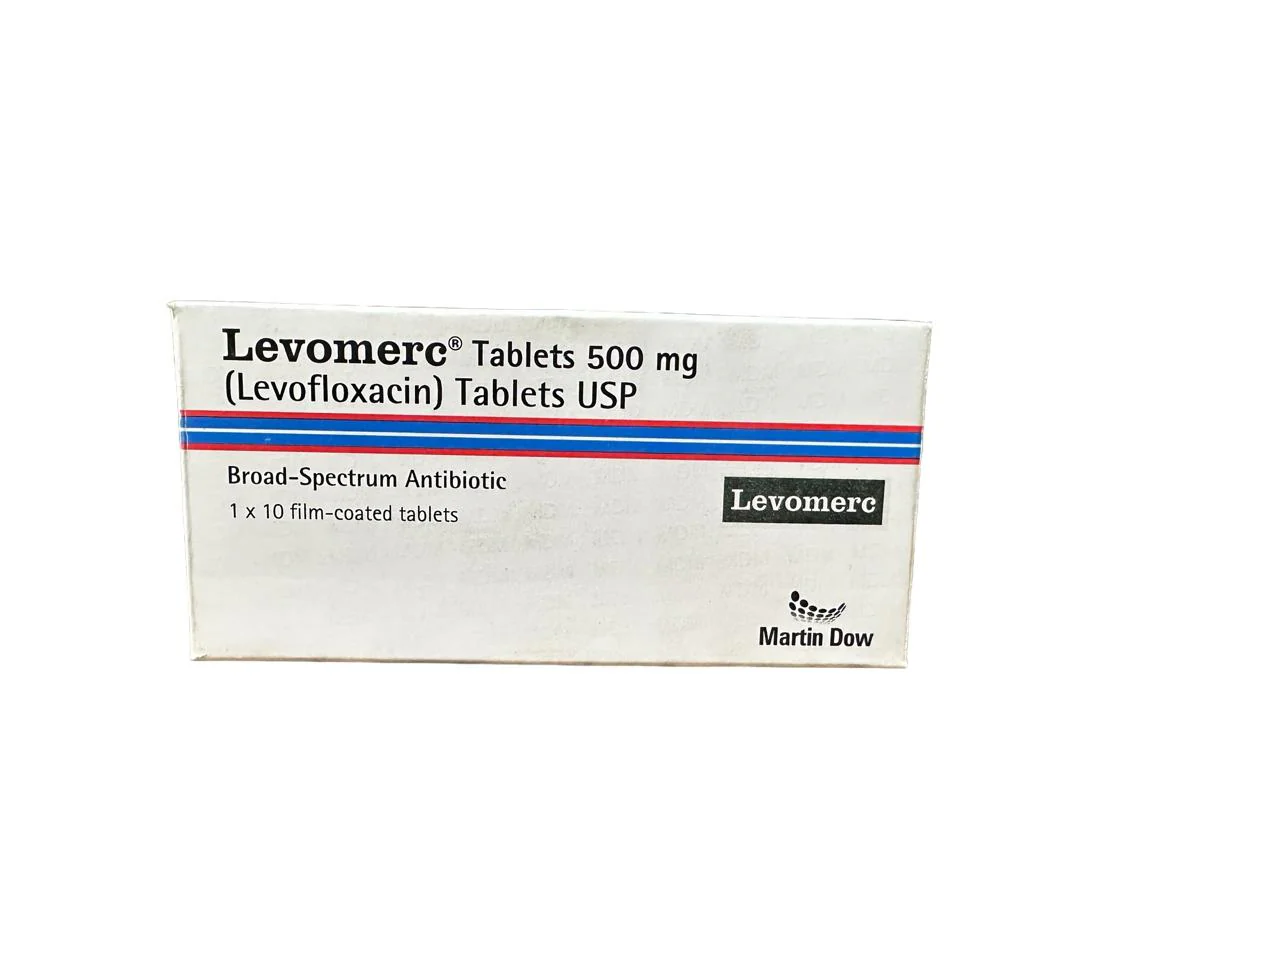 Levomerc® Tablets 500 mg
(Levofloxacin) Tablets USP
Broad-Spectrum Antibiotic
1 x 10 film-coated tablets
Levomerc
Martin Dow